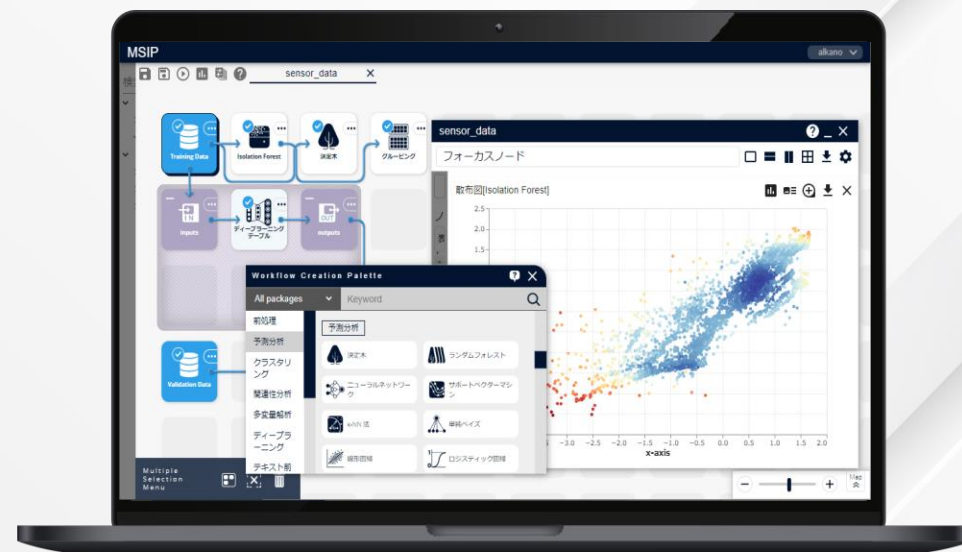 MSIP
alkano
検
sensor_data X
Training Data
Isolation Forest
決定木
グルーピング
IN
inputs
ディープラーニング
テーブル
OUT
outputs
Validation Data
sensor_data
フォーカスノード
散布図[Isolation Forest]
2.5
2.0
1.5
-3.0 -2.5 -2.0 -1.5 -1.0 -0.5 0.0 0.5 1.0 1.5 2.0
x-axis
Workflow Creation Palette
All packages
Keyword
前処理
予測分析
クラスタリ
ング
関連性分析
多変量解析
ディープラ
ーニング
テキスト前
予測分析
決定木
ランダムフォレスト
ニューラルネットワー
ク
サポートベクターマシ
ン
k-NN 法
単純ベイズ
線形回帰
ロジスティック回帰
Multiple
Selection
Menu